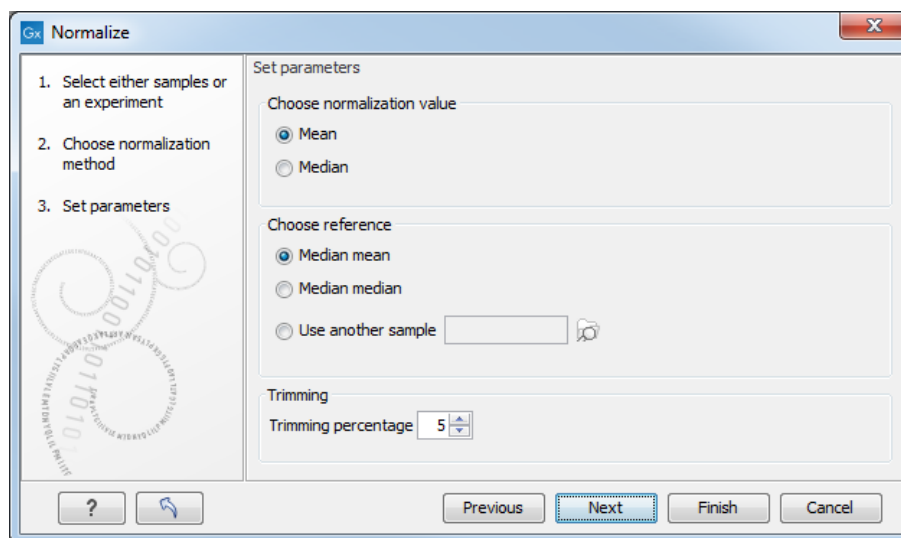 Gx Normalize
X
1. Select either samples or
an experiment
2. Choose normalization
method
3. Set parameters
Set parameters
Choose normalization value
Mean
Median
Choose reference
Median mean
Median median
Use another sample
Trimming
Trimming percentage 5
?
Previous
Next
Finish
Cancel